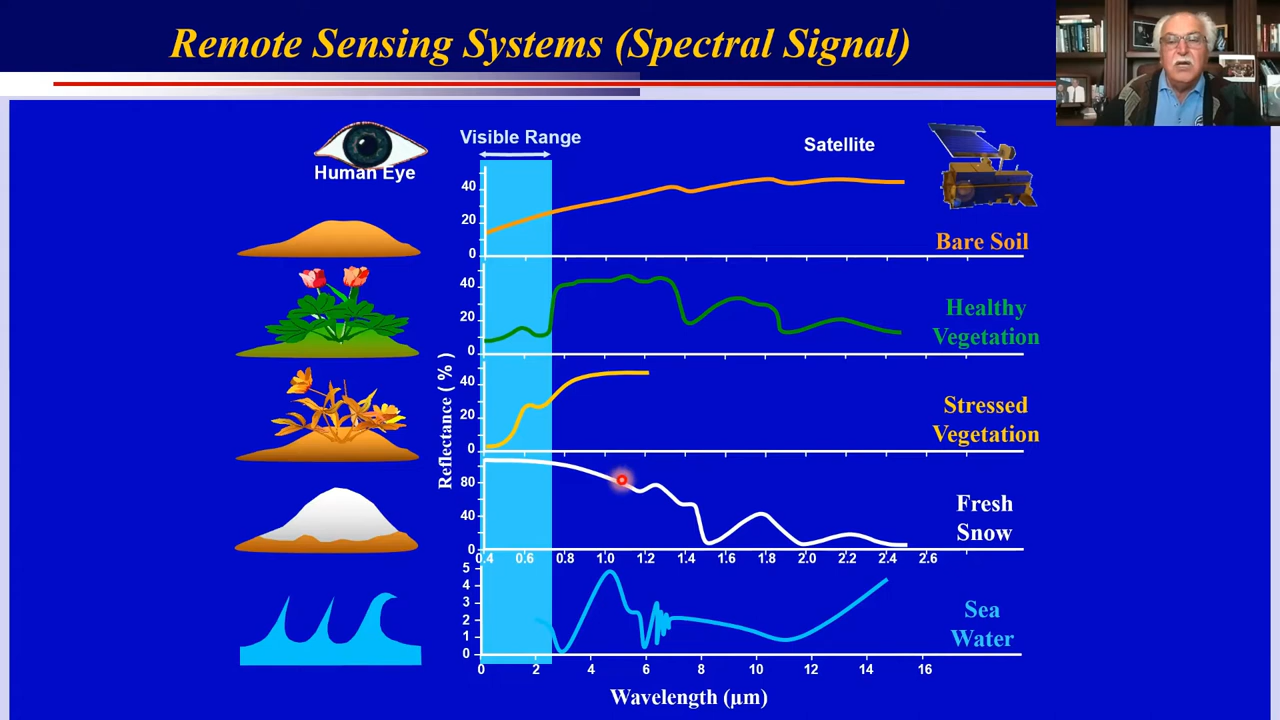 Remote Sensing Systems (Spectral Signal)
Visible Range
Satellite
Human Eye
40
20
0
Bare Soil
40
20
0
Healthy
Vegetation
40
20
0
Stressed
Vegetation
Reflectance ( % )
80
40
0
Fresh
Snow
0.4 0.6 0.8 1.0 1.2 1.4 1.6 1.8 2.0 2.2 2.4 2.6
5
4
3
2
1
0
Sea
Water
0 2 4 6 8 10 12 14 16
Wavelength (µm)